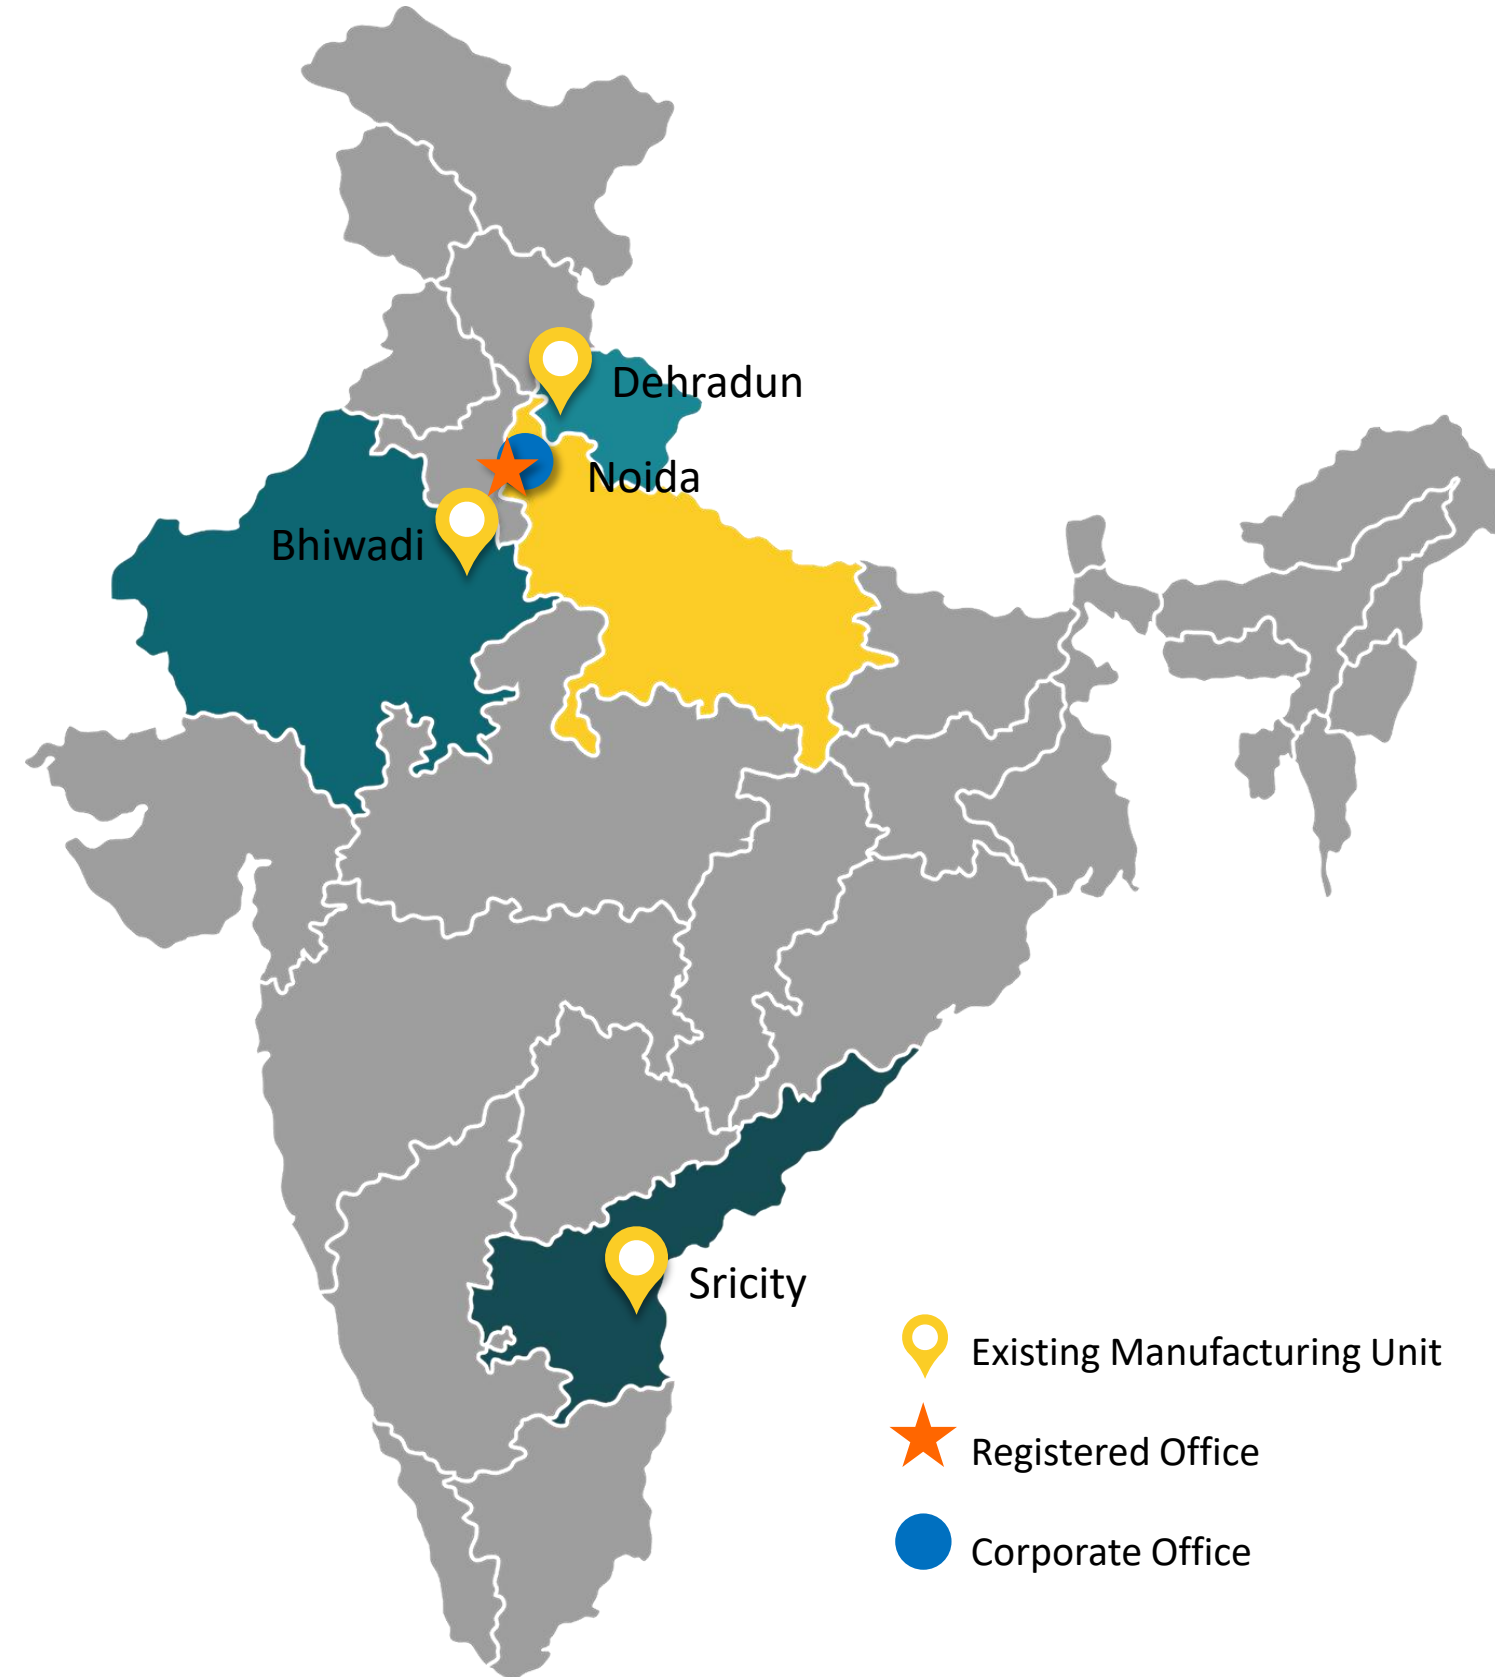 Dehradun
Noida
Bhiwadi
Sricity
Existing Manufacturing Unit
Registered Office
Corporate Office